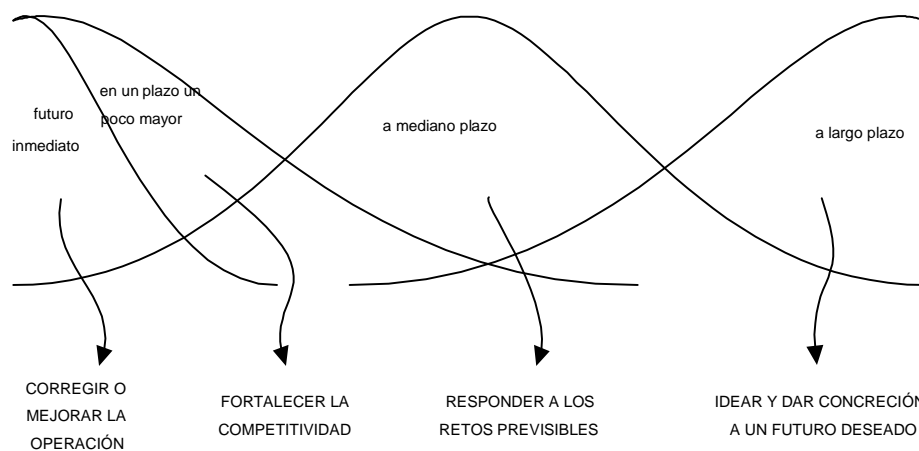 futuro
inmediato
en un plazo un
poco mayor
a mediano plazo
a largo plazo
CORREGIR O
MEJORAR LA
OPERACIÓN
FORTALECER LA
COMPETITIVIDAD
RESPONDER A LOS
RETOS PREVISIBLES
IDEAR Y DAR CONCRECIÓN
A UN FUTURO DESEADO